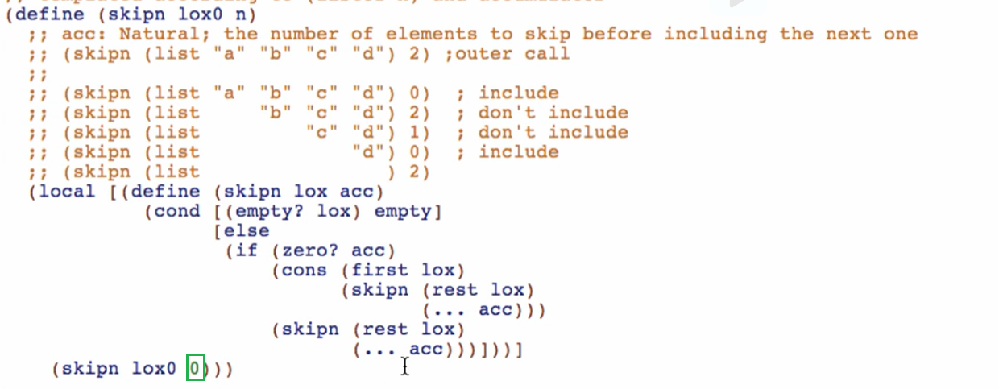 (define (skipn lox0 n)
;; acc: Natural; the number of elements to skip before including the next one
;; (skipn (list "a" "b" "c" "d") 2) ;outer call
;;
;; (skipn (list "a" "b" "c" "d") 0)  ; include
;; (skipn (list     "b" "c" "d") 2)  ; don't include
;; (skipn (list         "c" "d") 1)  ; don't include
;; (skipn (list             "d") 0)  ; include
;; (skipn (list                ) 2)
(local [(define (skipn lox acc)
(cond [(empty? lox) empty]
[else
(if (zero? acc)
(cons (first lox)
(skipn (rest lox)
(... acc)))
(skipn (rest lox)
(... acc)))]))]
(skipn lox0 0)))